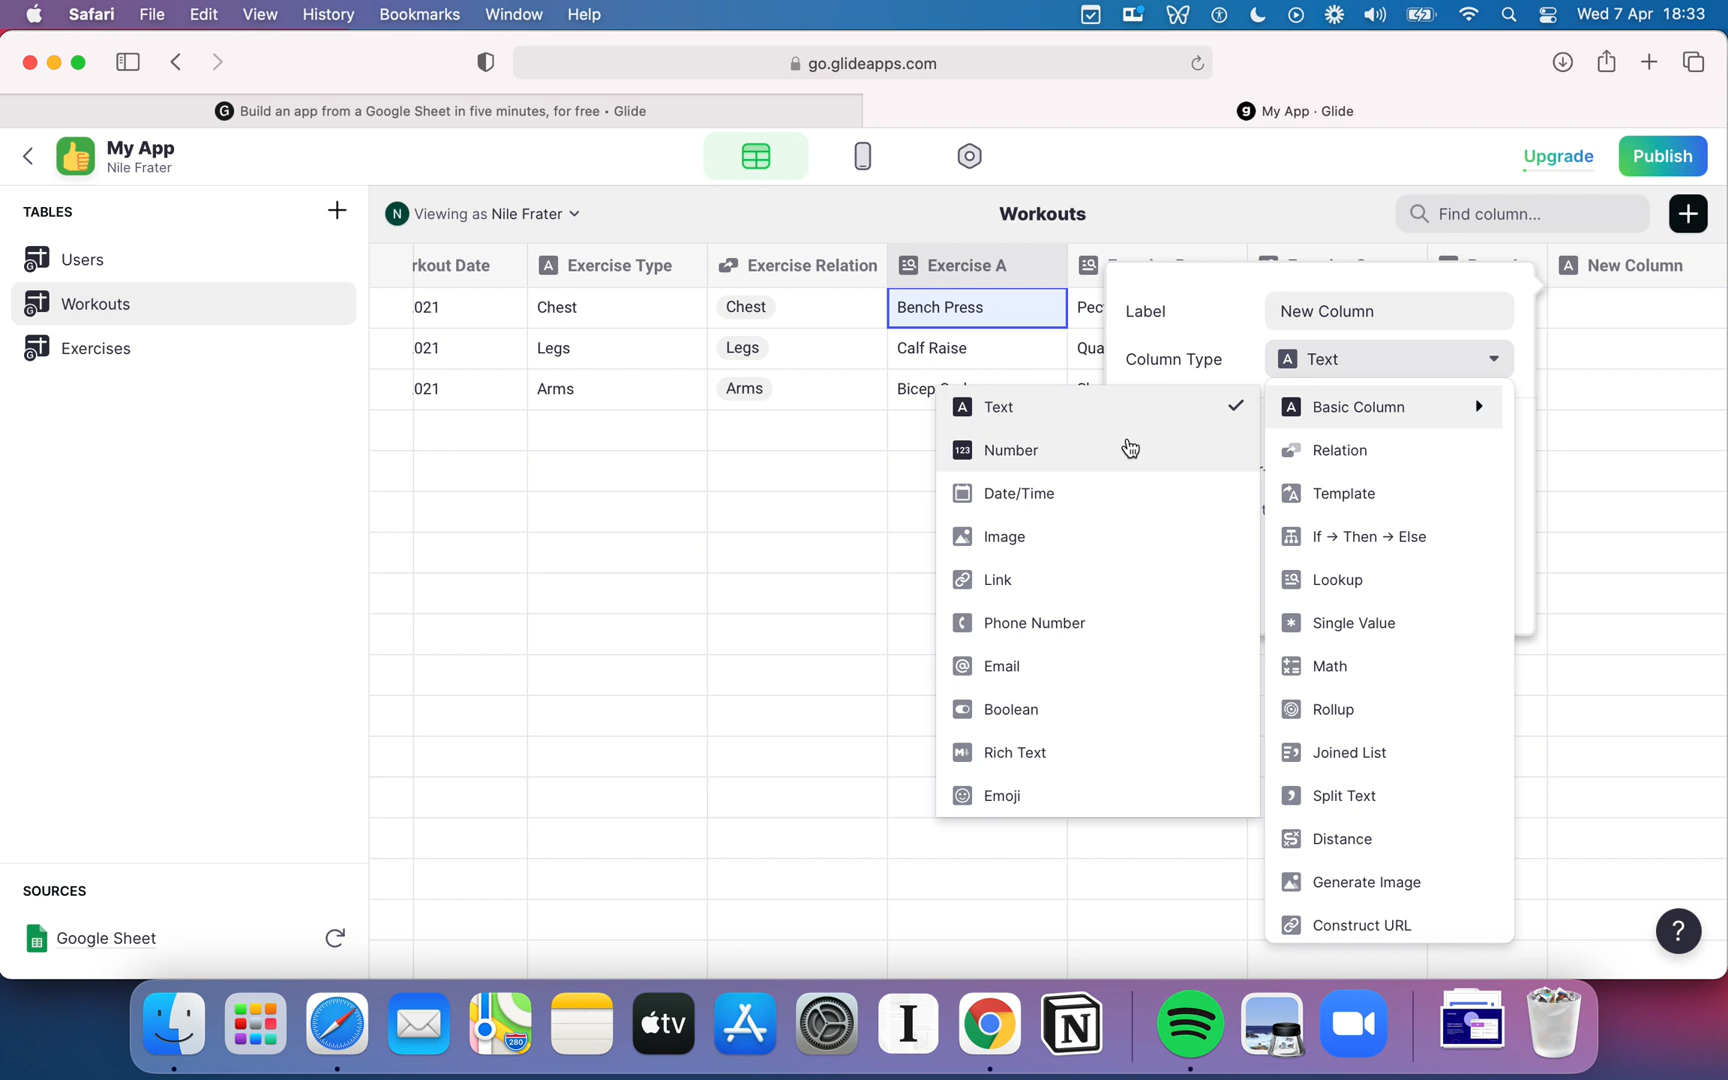 Safari File Edit View History Bookmarks Window Help Wed 7 Apr 18:33
go.glideapps.com
Build an app from a Google Sheet in five minutes, for free • Glide
My App · Glide
My App
Nile Frater
Upgrade
Publish
TABLES
Users
Workouts
Exercises
SOURCES
Google Sheet
Viewing as Nile Frater
Workouts
Find column...
rkout Date Exercise Type Exercise Relation Exercise A New Column
021 Chest Chest Bench Press Pec
021 Legs Legs Calf Raise Qua
021 Arms Arms Bicep
Label New Column
Column Type Text
Text
Number
Date/Time
Image
Link
Phone Number
Email
Boolean
Rich Text
Emoji
Basic Column
Relation
Template
If → Then → Else
Lookup
Single Value
Math
Rollup
Joined List
Split Text
Distance
Generate Image
Construct URL
?
tv
280